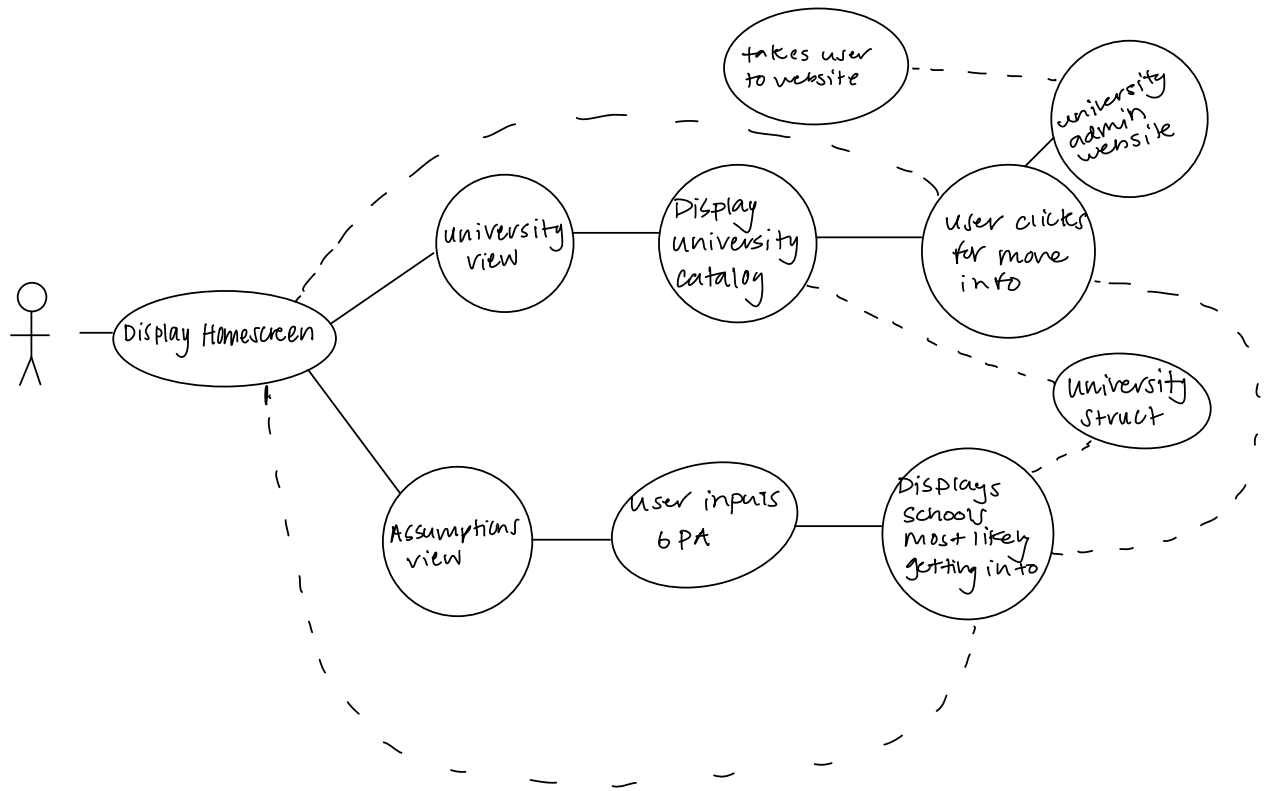 takes user
to website
university
admin
website
university
view
Display
university
catalog
user clicks
for more
info
Display Homescreen
university
struct
Assumptions
view
user inputs
GPA
Displays
schools
most likely
getting into